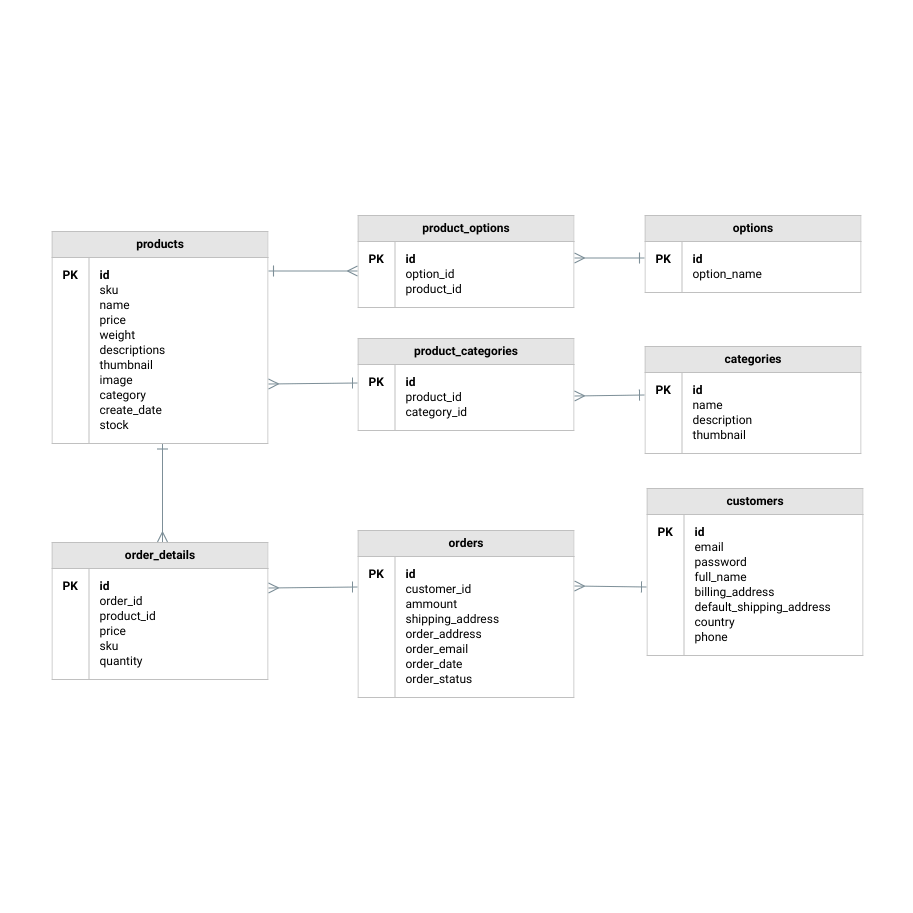 products
PK
id
sku
name
price
weight
descriptions
thumbnail
image
category
create_date
stock
product_options
PK
id
option_id
product_id
options
PK
id
option_name
product_categories
PK
id
product_id
category_id
categories
PK
id
name
description
thumbnail
order_details
PK
id
order_id
product_id
price
sku
quantity
orders
PK
id
customer_id
ammount
shipping_address
order_address
order_email
order_date
order_status
customers
PK
id
email
password
full_name
billing_address
default_shipping_address
country
phone